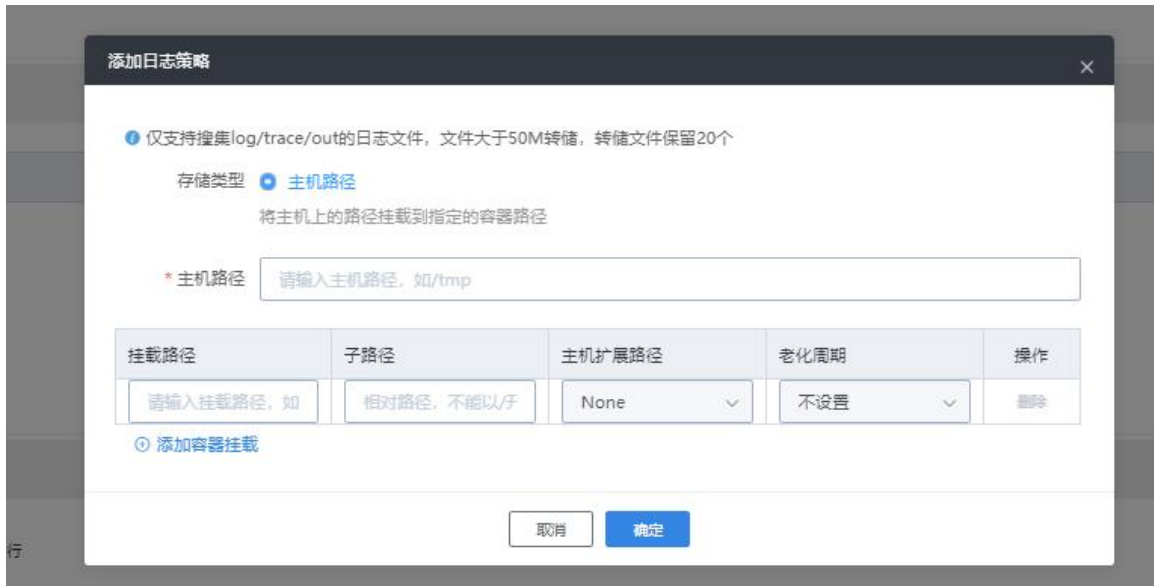 添加日志策略
仅支持搜集log/trace/out的日志文件，文件大于50M转储，转储文件保留20个
存储类型 主机路径
将主机上的路径挂载到指定的容器路径
* 主机路径 请输入主机路径，如/tmp
挂载路径 子路径 主机扩展路径 老化周期 操作
请输入挂载路径，如 相对路径，不能以/开 None 不设置 删除
添加容器挂载
取消 确定
行